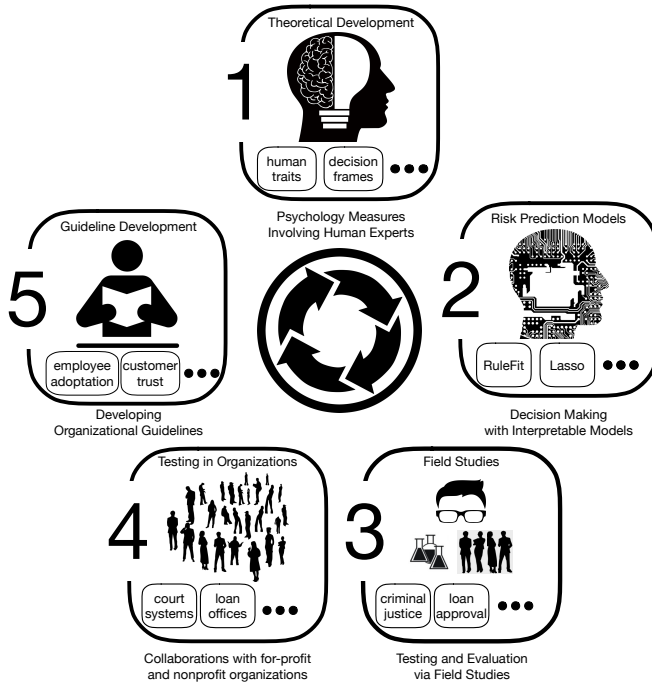 Theoretical Development
1
human
traits
decision
frames
Psychology Measures
Involving Human Experts
Risk Prediction Models
2
RuleFit
Lasso
Decision Making
with Interpretable Models
Field Studies
3
criminal
justice
loan
approval
Testing and Evaluation
via Field Studies
Testing in Organizations
4
court
systems
loan
offices
Collaborations with for-profit
and nonprofit organizations
Guideline Development
5
employee
adoptation
customer
trust
Developing
Organizational Guidelines